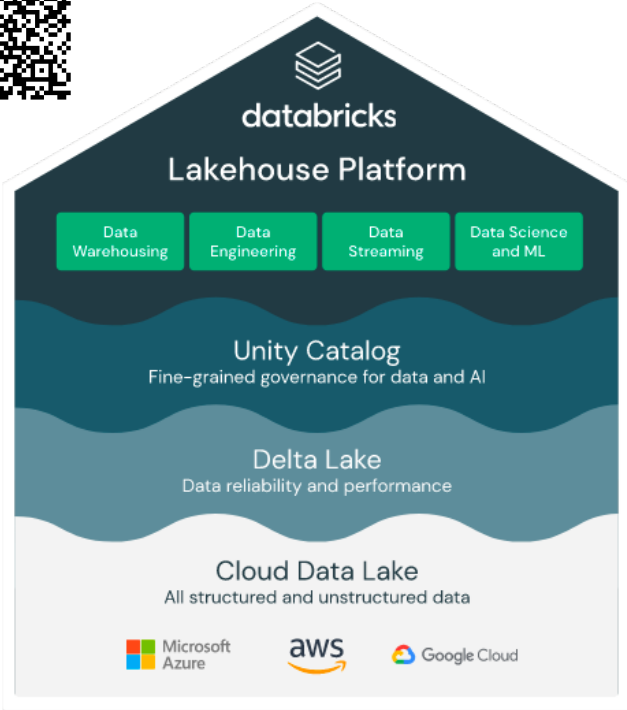 databricks
Lakehouse Platform
Data
Warehousing
Data
Engineering
Data
Streaming
Data Science
and ML
Unity Catalog
Fine-grained governance for data and AI
Delta Lake
Data reliability and performance
Cloud Data Lake
All structured and unstructured data
Microsoft
Azure
aws
Google Cloud